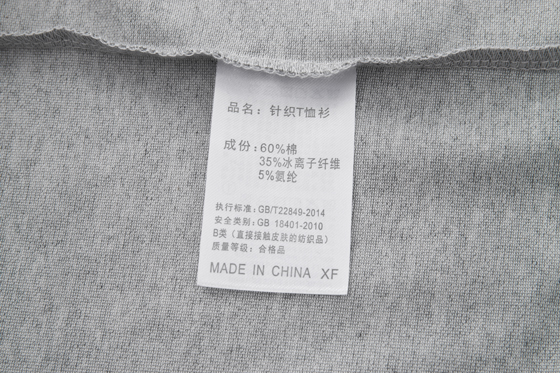 品名：针织T恤衫
成份：60%棉
35%冰离子纤维
5%氨纶
执行标准：GB/T22849-2014
安全类别：GB 18401-2010
B类（直接接触皮肤的纺织品）
质量等级：合格品
MADE IN CHINA XF